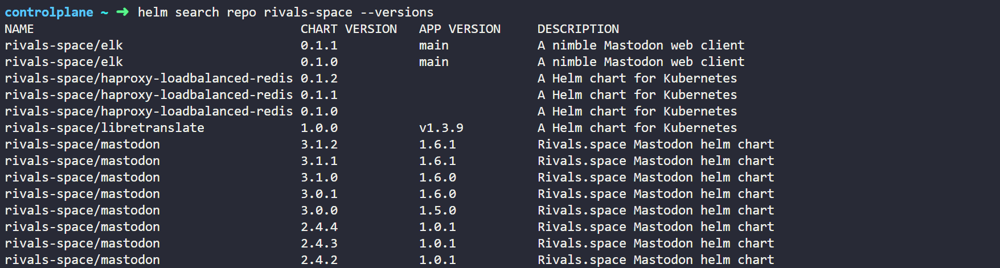 controlplane ~ ➜ helm search repo rivals-space --versions
NAME CHART VERSION APP VERSION DESCRIPTION
rivals-space/elk 0.1.1 main A nimble Mastodon web client
rivals-space/elk 0.1.0 main A nimble Mastodon web client
rivals-space/haproxy-loadbalanced-redis 0.1.2 A Helm chart for Kubernetes
rivals-space/haproxy-loadbalanced-redis 0.1.1 A Helm chart for Kubernetes
rivals-space/haproxy-loadbalanced-redis 0.1.0 A Helm chart for Kubernetes
rivals-space/libretranslate 1.0.0 v1.3.9 A Helm chart for Kubernetes
rivals-space/mastodon 3.1.2 1.6.1 Rivals.space Mastodon helm chart
rivals-space/mastodon 3.1.1 1.6.1 Rivals.space Mastodon helm chart
rivals-space/mastodon 3.1.0 1.6.0 Rivals.space Mastodon helm chart
rivals-space/mastodon 3.0.1 1.6.0 Rivals.space Mastodon helm chart
rivals-space/mastodon 3.0.0 1.5.0 Rivals.space Mastodon helm chart
rivals-space/mastodon 2.4.4 1.0.1 Rivals.space Mastodon helm chart
rivals-space/mastodon 2.4.3 1.0.1 Rivals.space Mastodon helm chart
rivals-space/mastodon 2.4.2 1.0.1 Rivals.space Mastodon helm chart